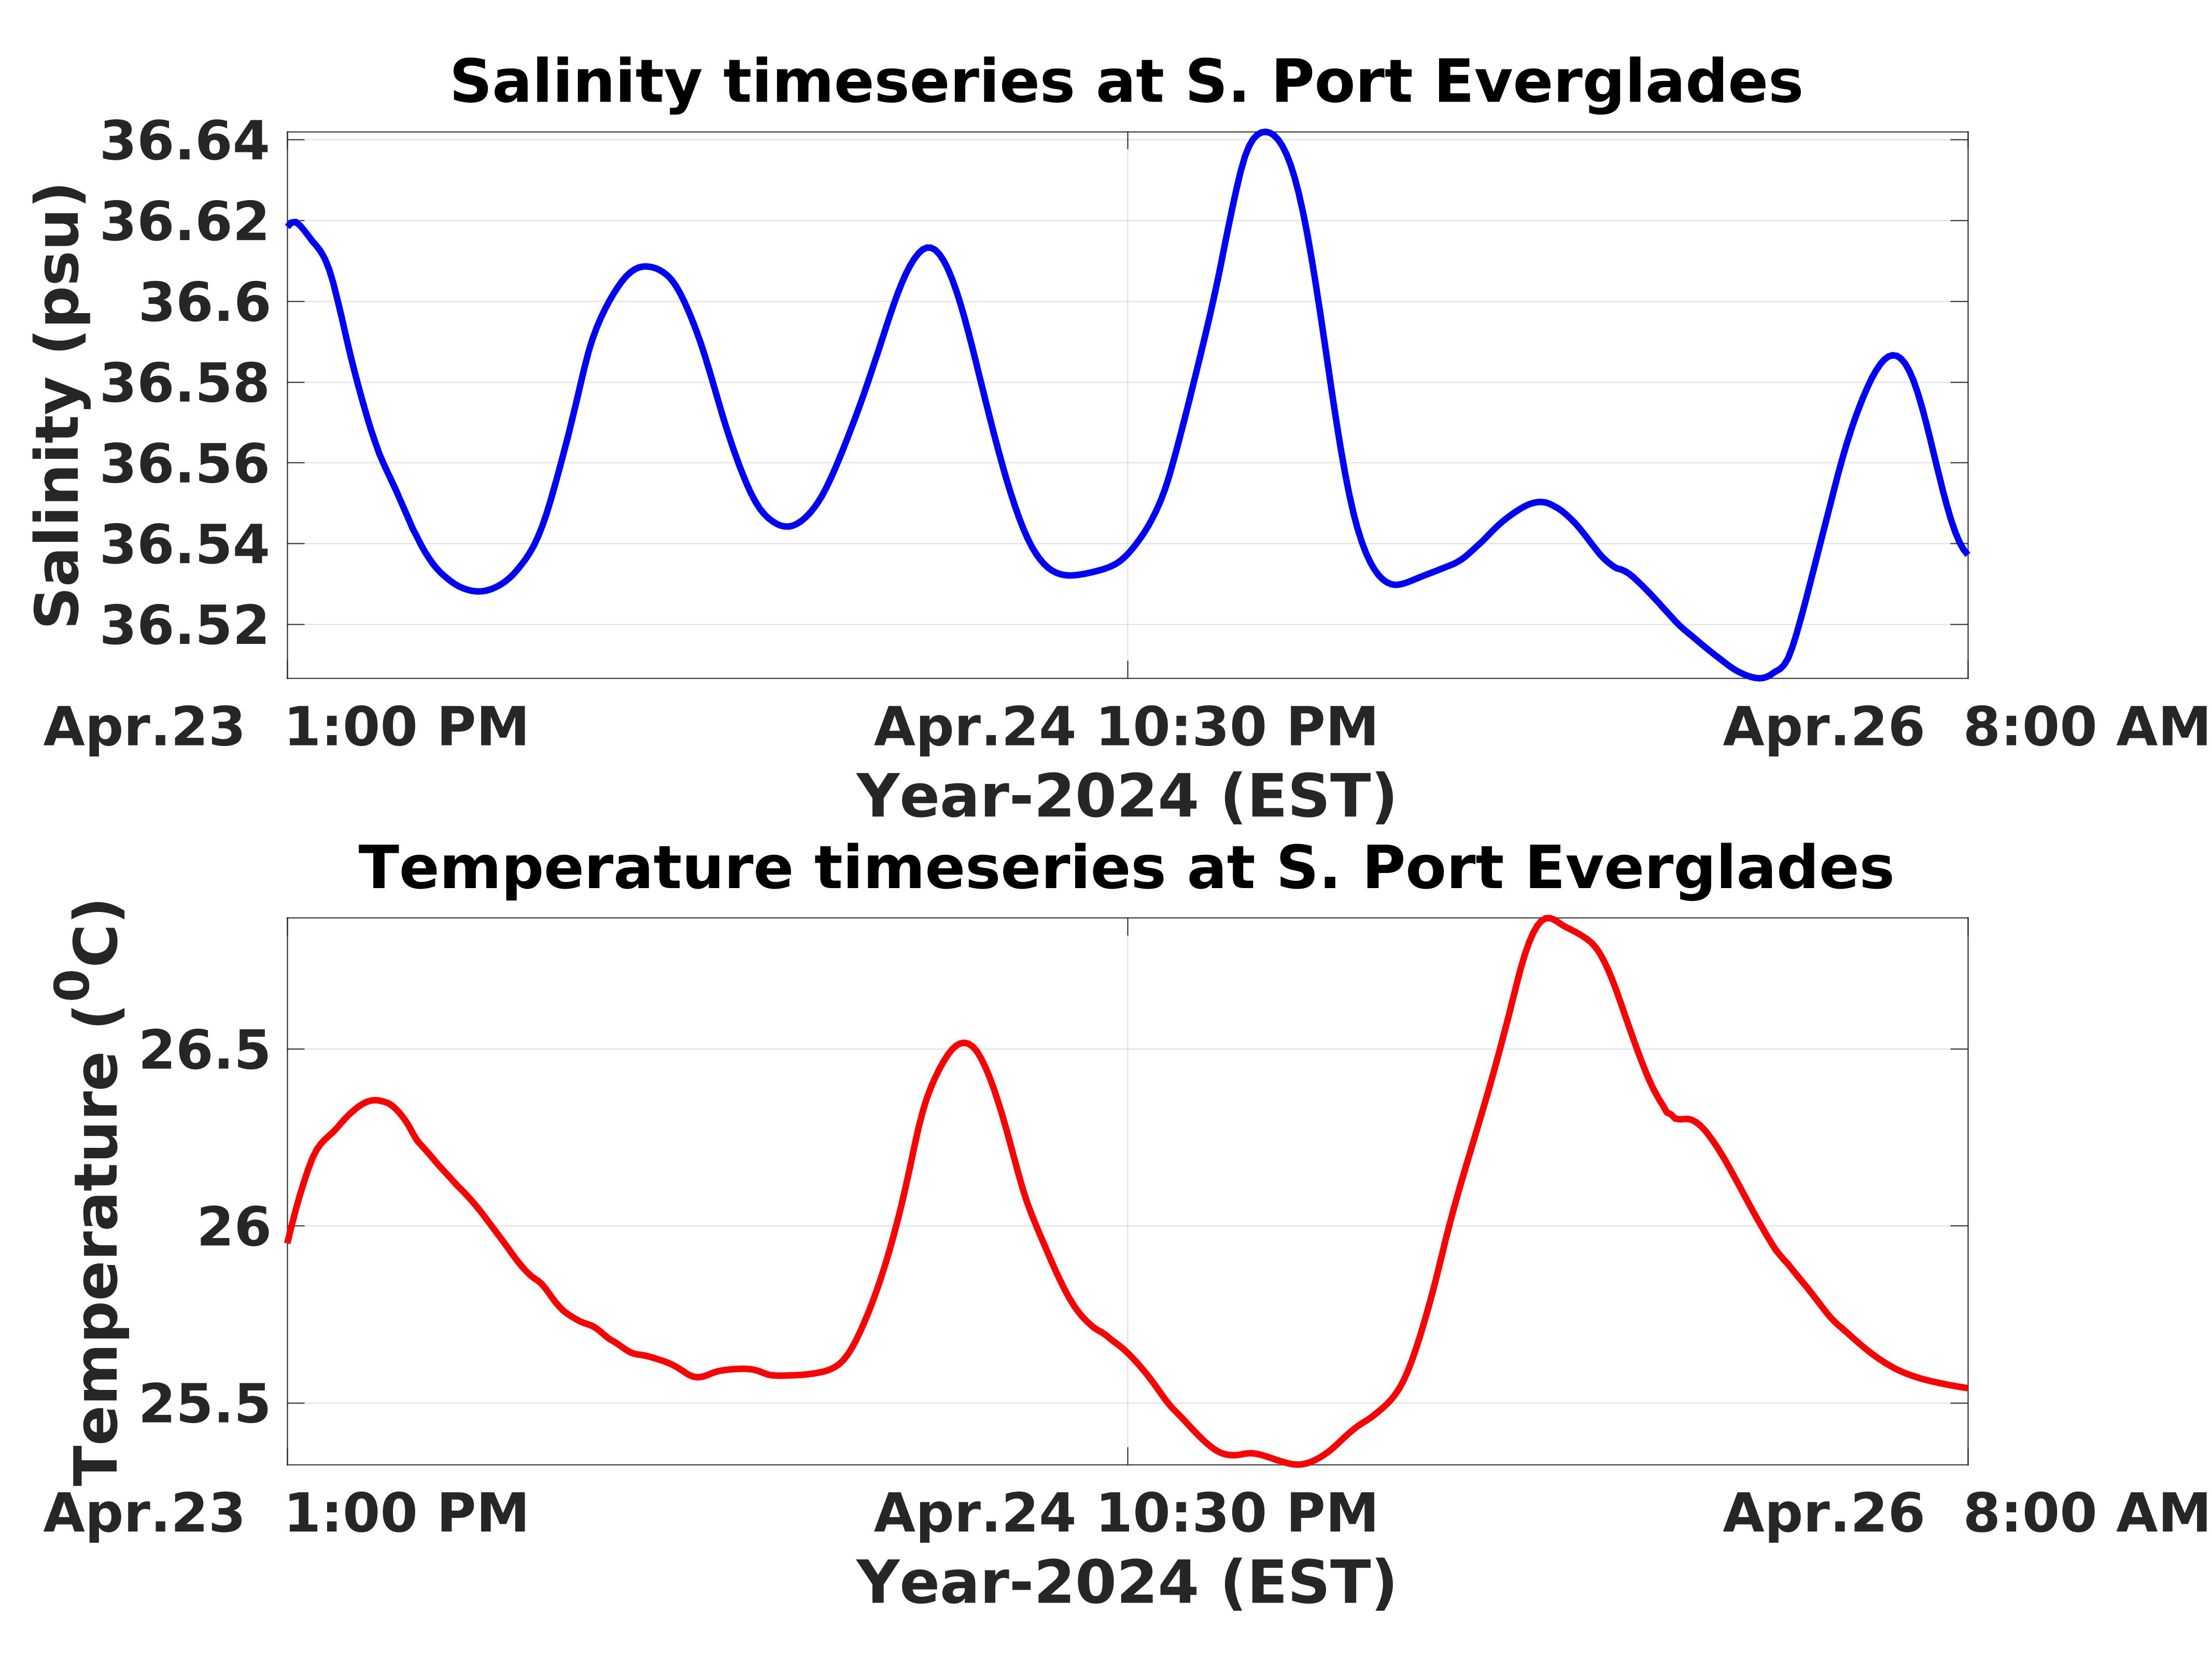 Salinity timeseries at S. Port Everglades
Salinity (psu)
36.64
36.62
36.6
36.58
36.56
36.54
36.52
Apr.23  1:00 PM
Apr.24 10:30 PM
Apr.26  8:00 AM
Year-2024 (EST)
Temperature timeseries at S. Port Everglades
Temperature (⁰C)
26.5
26
25.5
Apr.23  1:00 PM
Apr.24 10:30 PM
Apr.26  8:00 AM
Year-2024 (EST)